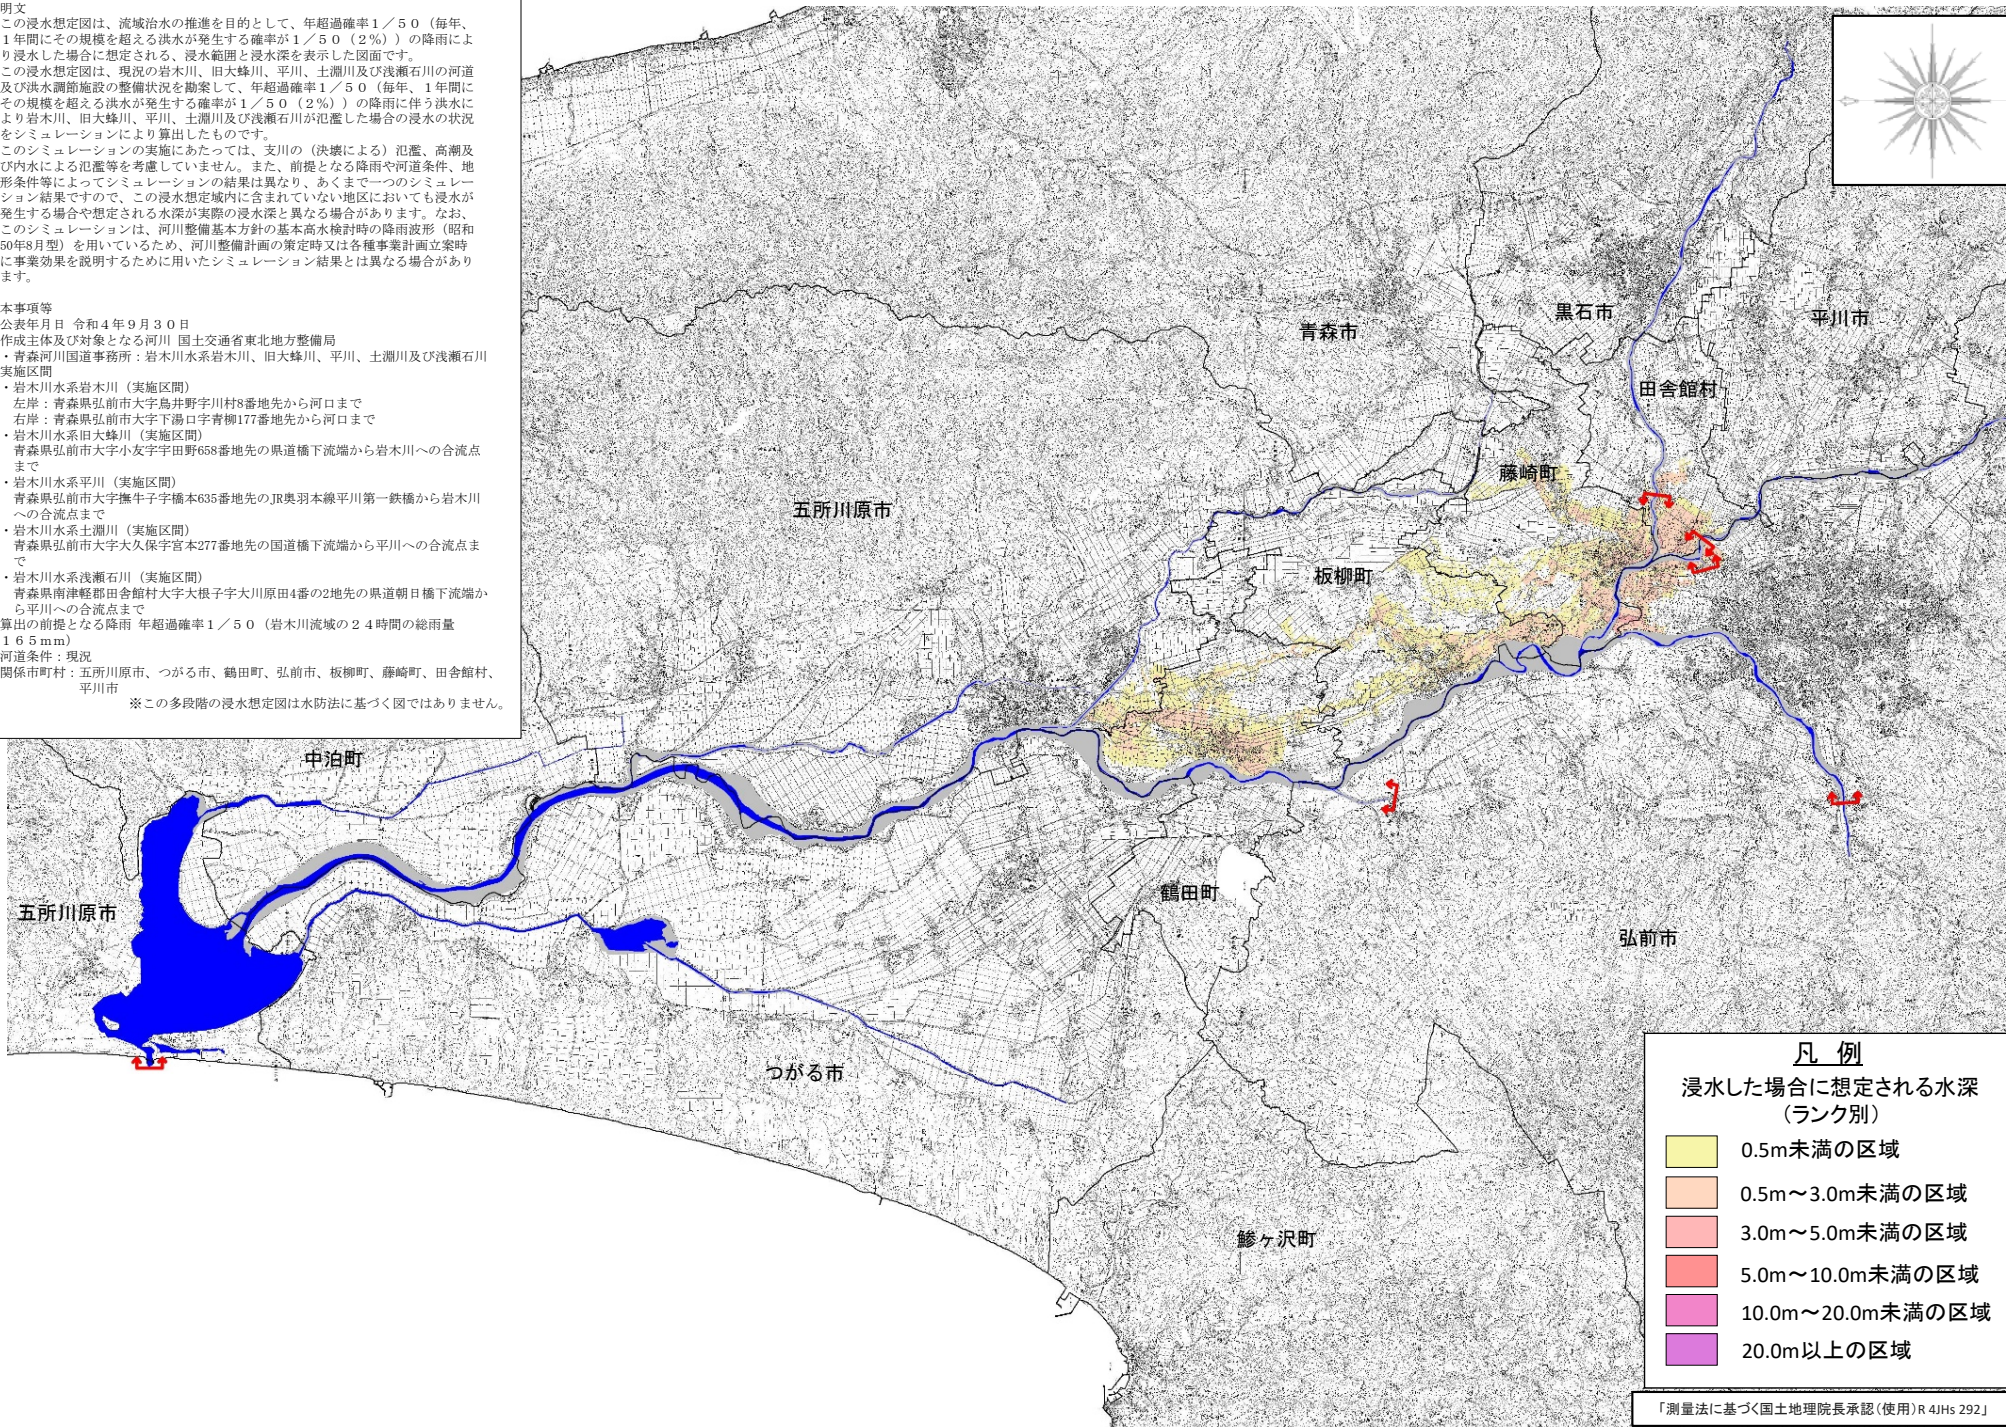 明文
この浸水想定図は、流域治水の推進を目的として、年超過確率１／５０（毎年、
１年間にその規模を超える洪水が発生する確率が１／５０（２％））の降雨によ
り浸水した場合に想定される、浸水範囲と浸水深を表示した図面です。
この浸水想定図は、現況の岩木川、旧大蜂川、平川、土淵川及び浅瀬石川の河道
及び洪水調節施設の整備状況を勘案して、年超過確率１／５０（毎年、１年間に
その規模を超える洪水が発生する確率が１／５０（２％））の降雨に伴う洪水に
より岩木川、旧大蜂川、平川、土淵川及び浅瀬石川が氾濫した場合の浸水の状況
をシミュレーションにより算出したものです。
このシミュレーションの実施にあたっては、支川の（決壊による）氾濫、高潮及
び内水による氾濫等を考慮していません。また、前提となる降雨や河道条件、地
形条件等によってシミュレーションの結果は異なり、あくまで一つのシミュレー
ション結果ですので、この浸水想定域内に含まれていない地区においても浸水が
発生する場合や想定される水深が実際の浸水深と異なる場合があります。なお、
このシミュレーションは、河川整備基本方針の基本高水検討時の降雨波形（昭和
50年8月型）を用いているため、河川整備計画の策定時又は各種事業計画立案時
に事業効果を説明するために用いたシミュレーション結果とは異なる場合があり
ます。
本事項等
公表年月日 令和４年９月３０日
作成主体及び対象となる河川 国土交通省東北地方整備局
・青森河川国道事務所：岩木川水系岩木川、旧大蜂川、平川、土淵川及び浅瀬石川
実施区間
・岩木川水系岩木川（実施区間）
左岸：青森県弘前市大字鳥井野字川村8番地先から河口まで
右岸：青森県弘前市大字下湯口字青柳177番地先から河口まで
・岩木川水系旧大蜂川（実施区間）
青森県弘前市大字小友字宇田野658番地先の県道橋下流端から岩木川への合流点
まで
・岩木川水系平川（実施区間）
青森県弘前市大字撫牛子字橋本635番地先のJR奥羽本線平川第一鉄橋から岩木川
への合流点まで
・岩木川水系土淵川（実施区間）
青森県弘前市大字大久保字宮本277番地先の国道橋下流端から平川への合流点ま
で
・岩木川水系浅瀬石川（実施区間）
青森県南津軽郡田舎館村大字大根子字大川原田4番の2地先の県道朝日橋下流端か
ら平川への合流点まで
算出の前提となる降雨 年超過確率１／５０（岩木川流域の２４時間の総雨量
１６５mm）
河道条件：現況
関係市町村：五所川原市、つがる市、鶴田町、弘前市、板柳町、藤崎町、田舎館村、
平川市
※この多段階の浸水想定図は水防法に基づく図ではありません。
黒石市
平川市
青森市
田舎館村
藤崎町
五所川原市
板柳町
中泊町
鶴田町
五所川原市
弘前市
つがる市
鰺ヶ沢町
凡 例
浸水した場合に想定される水深
（ランク別）
0.5m未満の区域
0.5m～3.0m未満の区域
3.0m～5.0m未満の区域
5.0m～10.0m未満の区域
10.0m～20.0m未満の区域
20.0m以上の区域
「測量法に基づく国土地理院長承認（使用）R 4JHs 292」